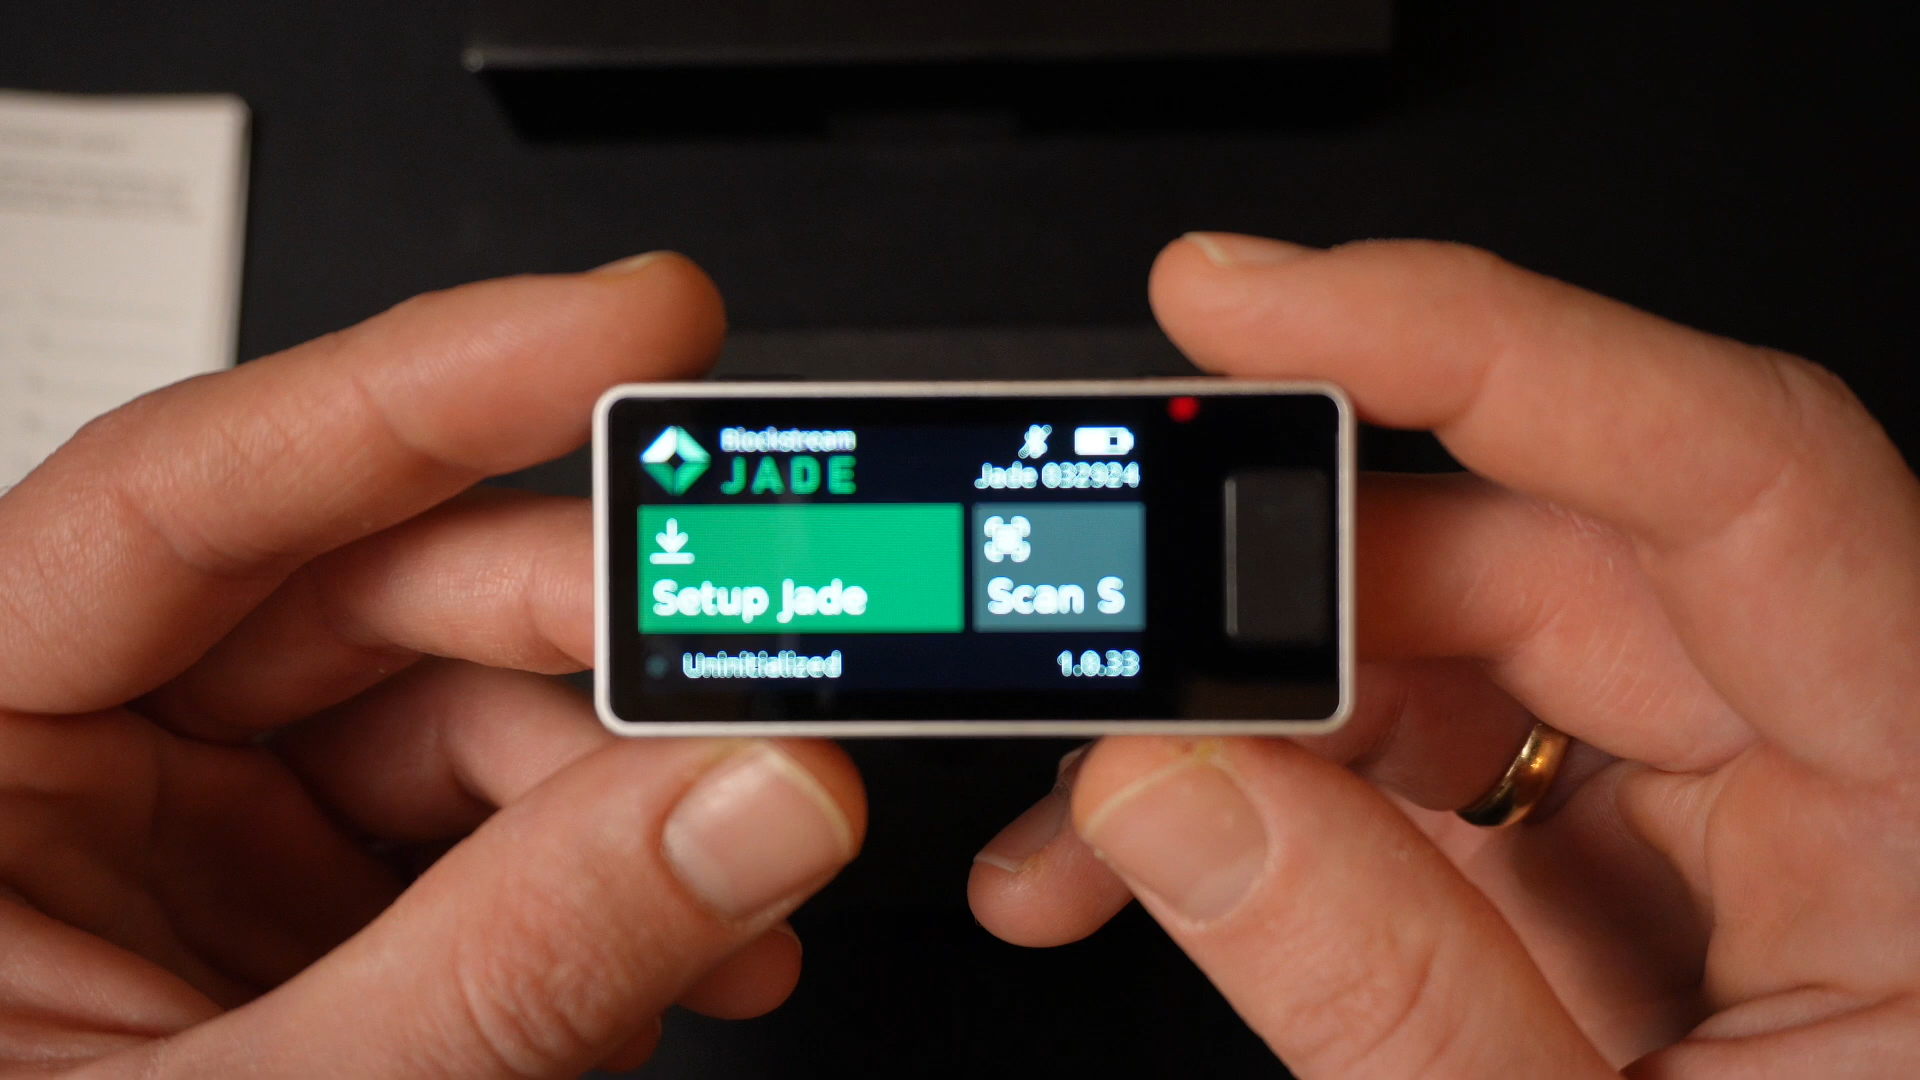 Blockstream
JADE
Jade 032924
Setup Jade
Scan S
Uninitialized
1.0.33